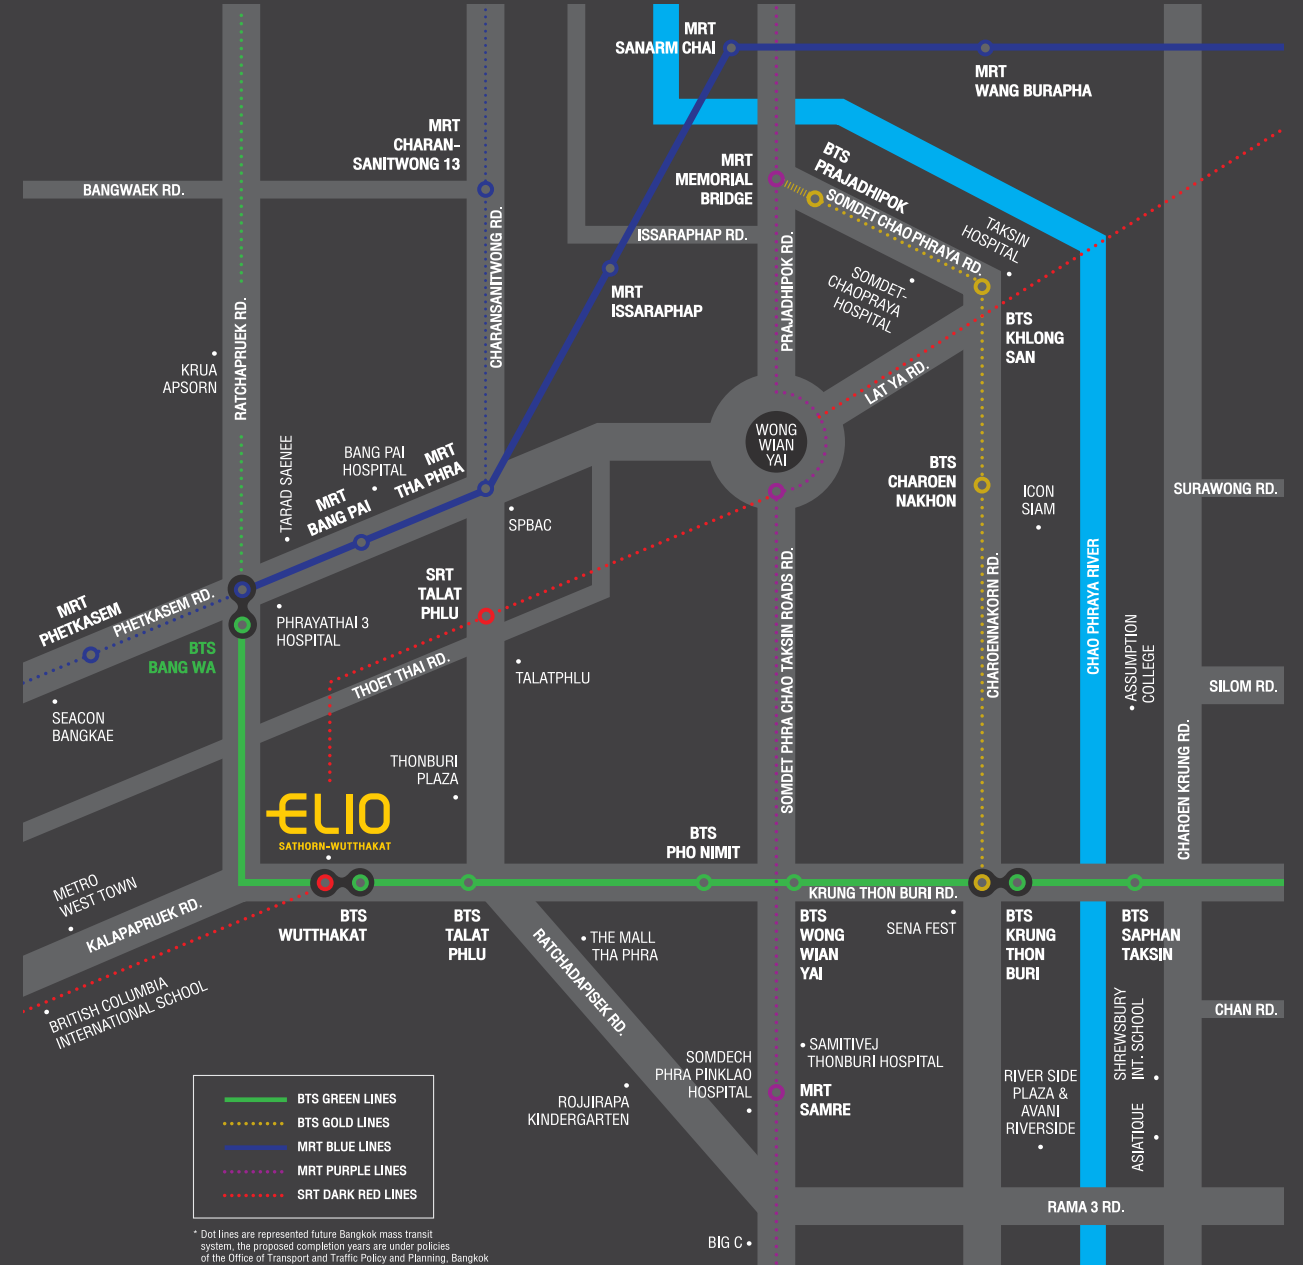 MRT
SANARM CHAI
MRT
WANG BURAPHA
MRT
CHARAN-
SANITWONG 13
BANGWAEK RD.
MRT
MEMORIAL
BRIDGE
BTS
PRAJADHIPOK
SOMDET CHAO PHRAYA RD.
TAKSIN
HOSPITAL
ISSARAPHAP RD.
CHARANSANITWONG RD.
PRAJADHIPOK RD.
MRT
ISSARAPHAP
SOMDET-
CHAOPRAYA
HOSPITAL
BTS
KHLONG
SAN
RATCHAPRUEK RD.
KRUA
APSORN
LAT YA RD.
WONG
WIAN
YAI
TARAD SAENEE
BANG PAI
HOSPITAL
MRT
THA PHRA
MRT
BANG PAI
BTS
CHAROEN
NAKHON
ICON
SIAM
SURAWONG RD.
SPBAC
MRT
PHETKASEM
PHETKASEM RD.
SRT
TALAT
PHLU
PHRAYATHAI 3
HOSPITAL
BTS
BANG WA
THOET THAI RD.
TALATPHLU
SOMDET PHRA CHAO TAKSIN ROADS RD.
CHAROENNAKORN RD.
CHAO PHRAYA RIVER
ASSUMPTION
COLLEGE
SILOM RD.
SEACON
BANGKAE
THONBURI
PLAZA
CHAROEN KRUNG RD.
ELIO
SATHORN-WUTTHAKAT
BTS
PHO NIMIT
METRO
WEST TOWN
KALAPAPRUEK RD.
KRUNG THON BURI RD.
BTS
WUTTHAKAT
BTS
TALAT
PHLU
RATCHADAPISEK RD.
THE MALL
THA PHRA
BTS
WONG
WIAN
YAI
SENA FEST
BTS
KRUNG
THON
BURI
BTS
SAPHAN
TAKSIN
BRITISH COLUMBIA
INTERNATIONAL SCHOOL
SHREWSBURY
INT. SCHOOL
CHAN RD.
SAMITIVEJ
THONBURI HOSPITAL
SOMDECH
PHRA PINKLAO
HOSPITAL
MRT
SAMRE
ROJJIRAPA
KINDERGARTEN
RIVER SIDE
PLAZA &
AVANI
RIVERSIDE
ASIATIQUE
RAMA 3 RD.
BIG C
BTS GREEN LINES
BTS GOLD LINES
MRT BLUE LINES
MRT PURPLE LINES
SRT DARK RED LINES
* Dot lines are represented future Bangkok mass transit
system, the proposed completion years are under policies
of the Office of Transport and Traffic Policy and Planning, Bangkok